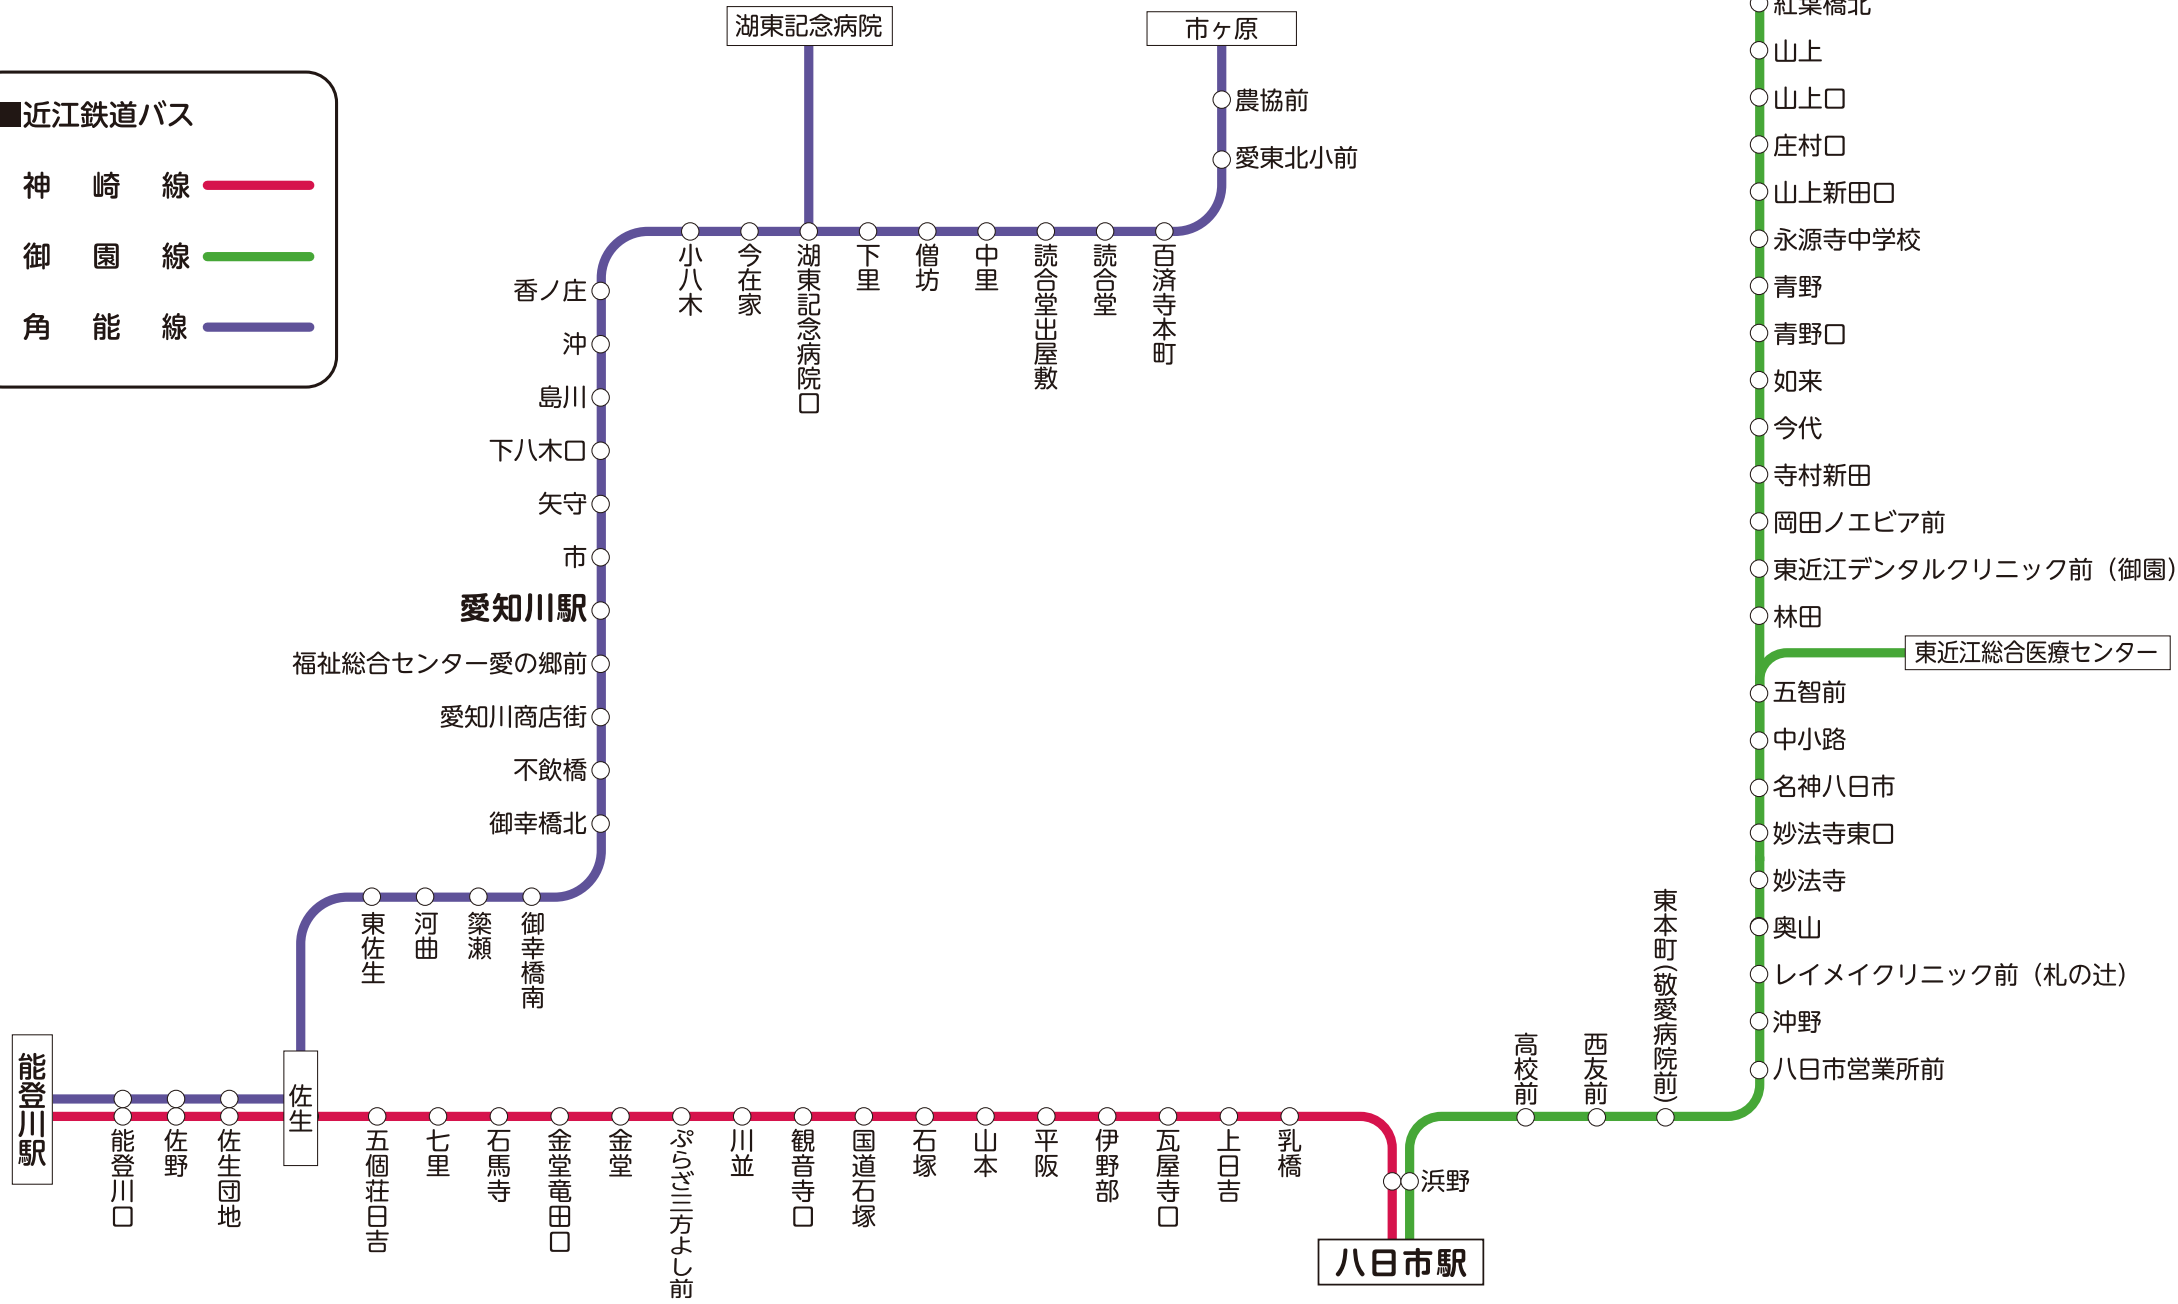 ■近江鉄道バス
神崎線
御園線
角能線
湖東記念病院
市ヶ原
農協前
愛東北小前
小八木
今在家
湖東記念病院口
下里
僧坊
中里
読合堂出屋敷
読合堂
百済寺本町
香ノ庄
沖
島川
下八木口
矢守
市
愛知川駅
福祉総合センター愛の郷前
愛知川商店街
不飲橋
御幸橋北
東佐生
河曲
簗瀬
御幸橋南
能登川駅
能登川口
佐野
佐生団地
佐生
五個荘日吉
七里
石馬寺
金堂竜田口
金堂
ぷらざ三方よし前
川並
観音寺口
国道石塚
石塚
山本
平阪
伊野部
瓦屋寺口
上日吉
乳橋
浜野
八日市駅
高校前
西友前
東本町(敬愛病院前)
紅葉橋北
山上
山上口
庄村口
山上新田口
永源寺中学校
青野
青野口
如来
今代
寺村新田
岡田ノエビア前
東近江デンタルクリニック前（御園）
林田
東近江総合医療センター
五智前
中小路
名神八日市
妙法寺東口
妙法寺
奥山
レイメイクリニック前（札の辻）
沖野
八日市営業所前